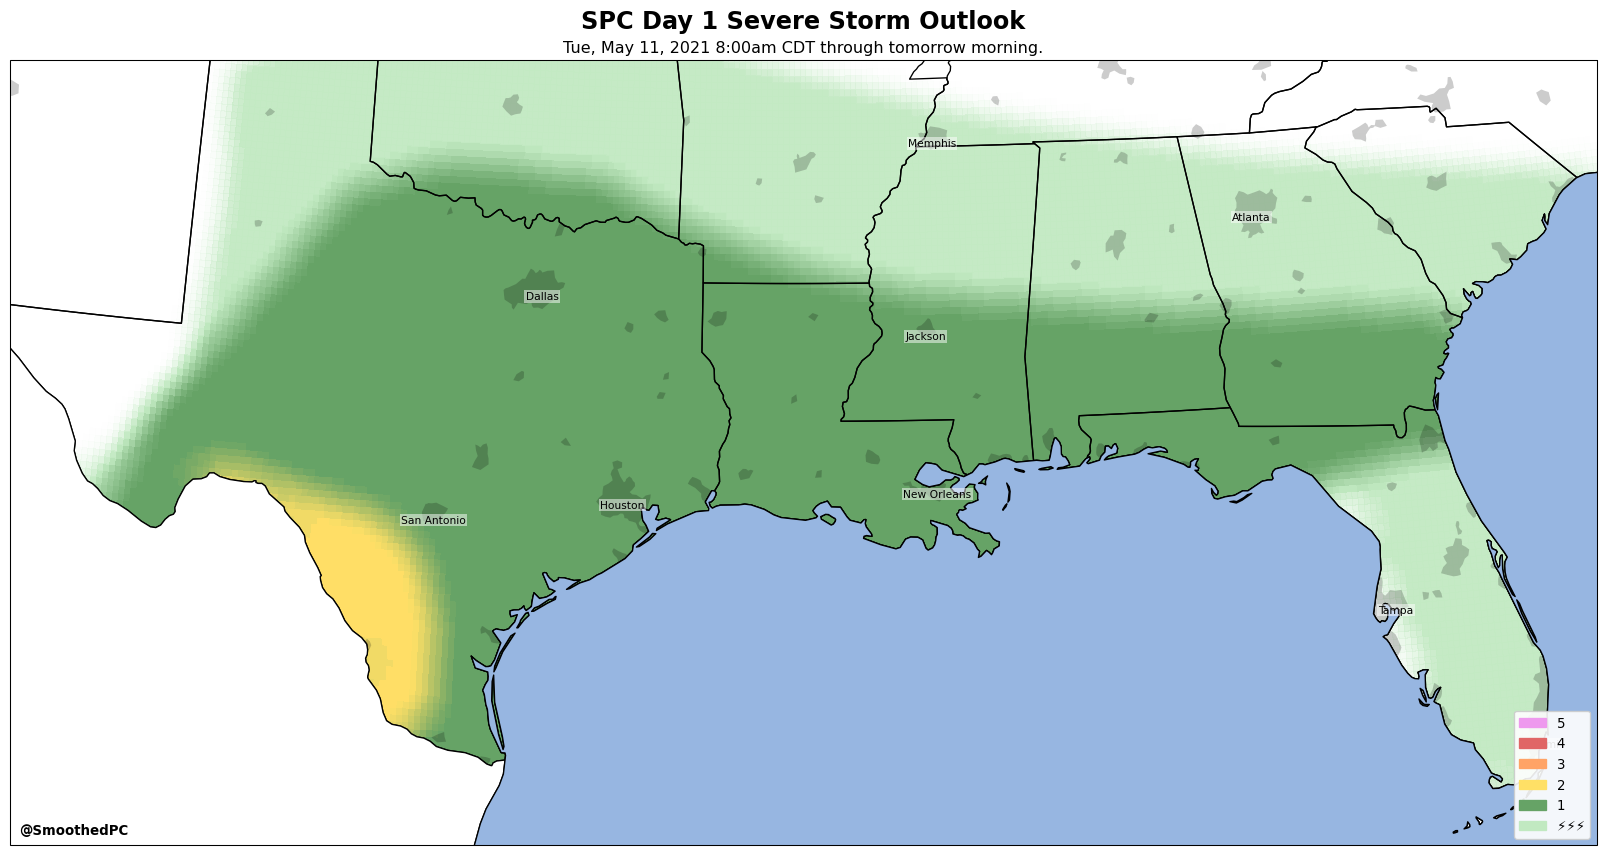 SPC Day 1 Severe Storm Outlook
Tue, May 11, 2021 8:00am CDT through tomorrow morning.
Memphis
Atlanta
Dallas
Jackson
New Orleans
Houston
San Antonio
Tampa
5
4
3
2
1
⚡⚡⚡
@SmoothedPC